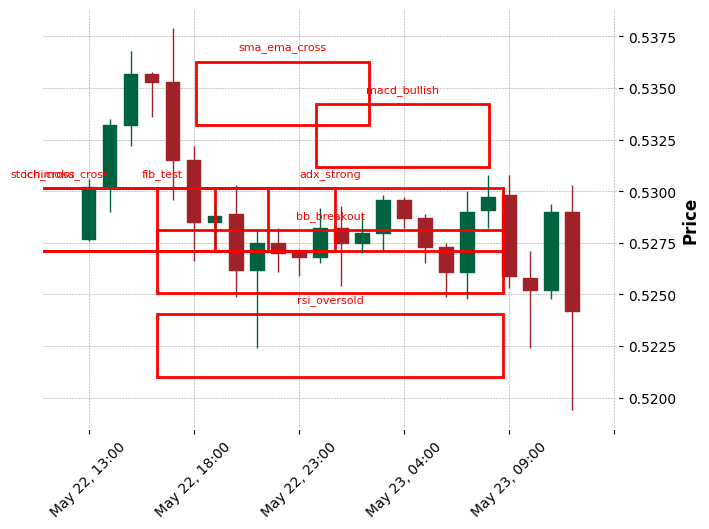 sma_ema_cross
macd_bullish
stoch_cross
ichimoku_cross
fib_test
adx_strong
bb_breakout
rsi_oversold
0.5375
0.5350
0.5325
0.5300
0.5275
0.5250
0.5225
0.5200
Price
May 22, 13:00
May 22, 18:00
May 22, 23:00
May 23, 04:00
May 23, 09:00